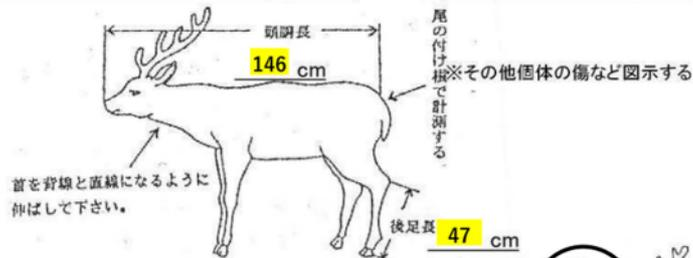 頭胴長
146 cm
尾の付け根で計測する
※その他個体の傷など図示する
首を背線と直線になるように
伸ばして下さい。
後足長 47 cm